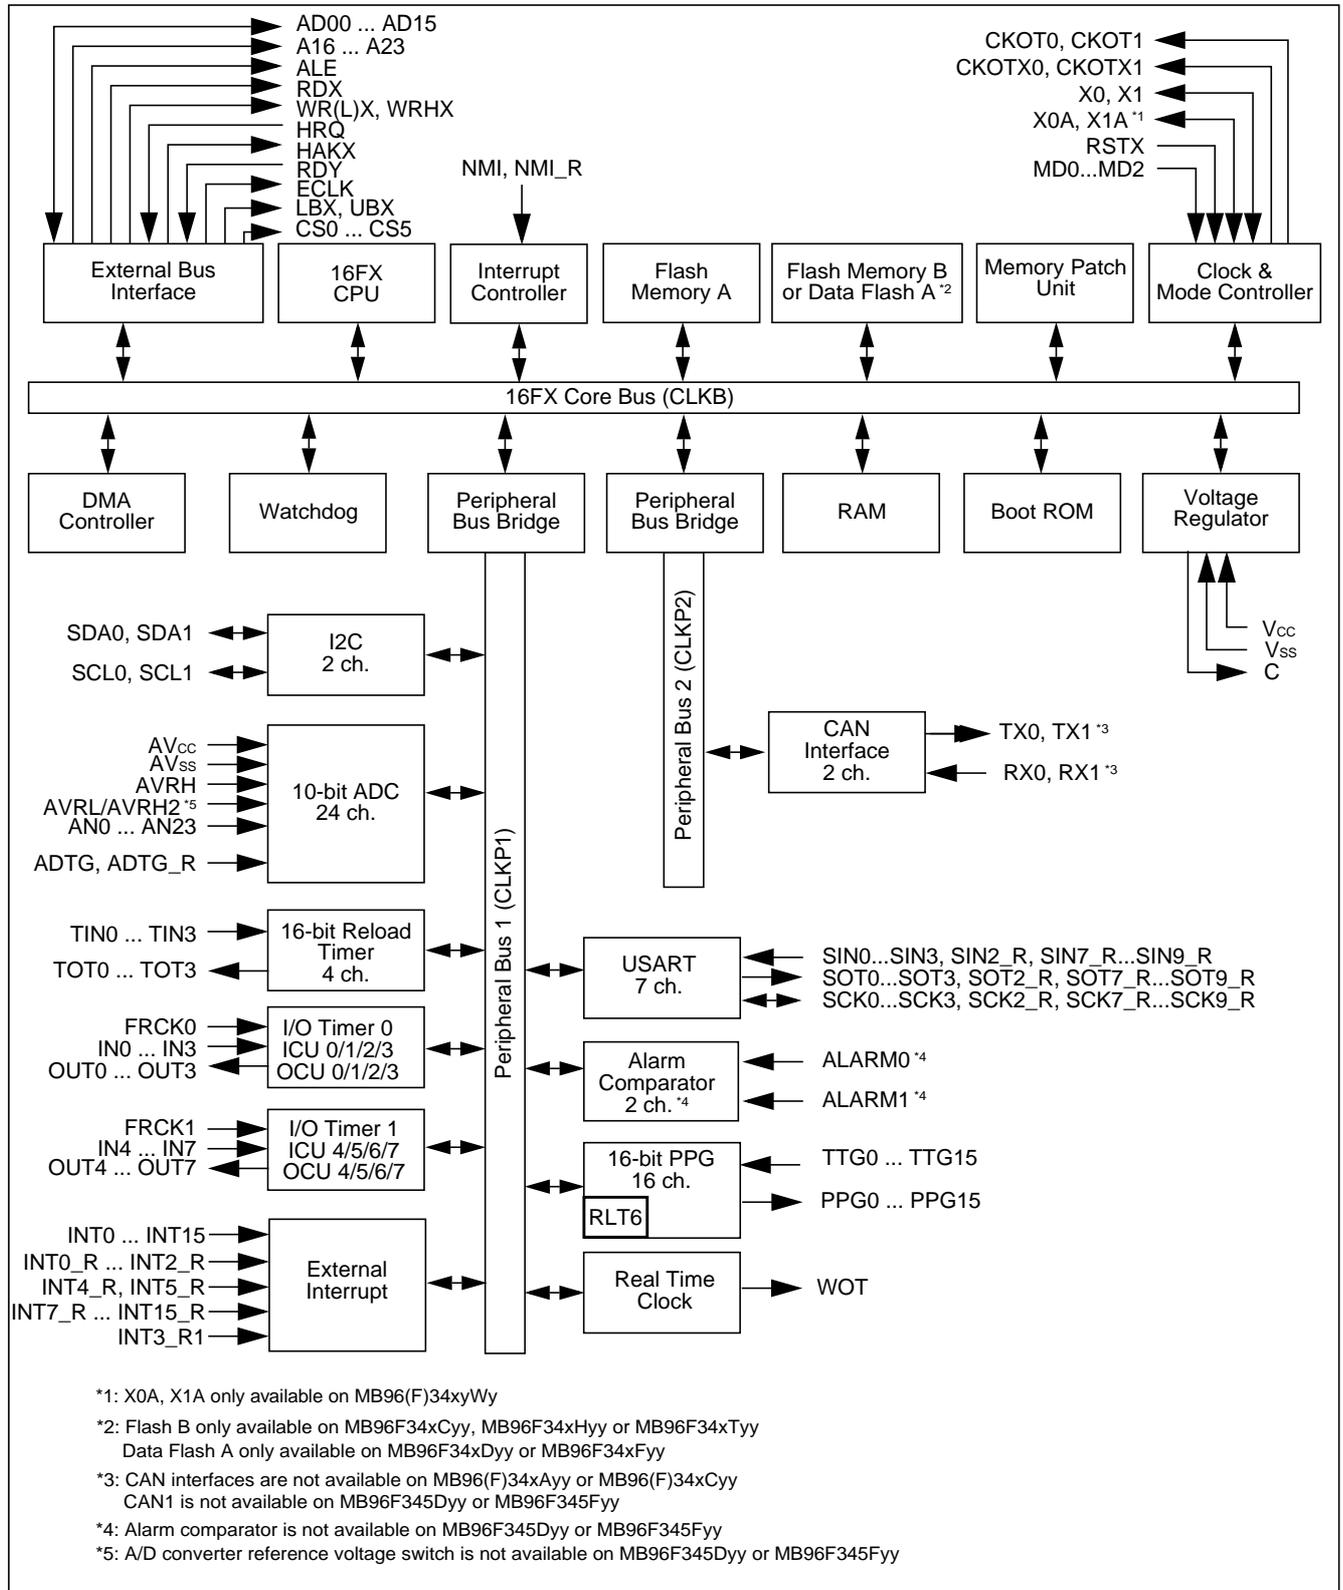 AD00 ... AD15
A16 ... A23
ALE
RDX
WR(L)X, WRHX
HRQ
HAKX
RDY
ECLK
LBX, UBX
CS0 ... CS5
NMI, NMI_R
CKOT0, CKOT1
CKOTX0, CKOTX1
X0, X1
X0A, X1A *1
RSTX
MD0...MD2
External Bus
Interface
16FX
CPU
Interrupt
Controller
Flash
Memory A
Flash Memory B
or Data Flash A *2
Memory Patch
Unit
Clock &
Mode Controller
16FX Core Bus (CLKB)
DMA
Controller
Watchdog
Peripheral
Bus Bridge
Peripheral
Bus Bridge
RAM
Boot ROM
Voltage
Regulator
VCC
VSS
C
Peripheral Bus 1 (CLKP1)
Peripheral Bus 2 (CLKP2)
SDA0, SDA1
SCL0, SCL1
I2C
2 ch.
AVCC
AVSS
AVRH
AVRL/AVRH2 *5
AN0 ... AN23
ADTG, ADTG_R
10-bit ADC
24 ch.
TIN0 ... TIN3
TOT0 ... TOT3
16-bit Reload
Timer
4 ch.
FRCK0
IN0 ... IN3
OUT0 ... OUT3
I/O Timer 0
ICU 0/1/2/3
OCU 0/1/2/3
FRCK1
IN4 ... IN7
OUT4 ... OUT7
I/O Timer 1
ICU 4/5/6/7
OCU 4/5/6/7
INT0 ... INT15
INT0_R ... INT2_R
INT4_R, INT5_R
INT7_R ... INT15_R
INT3_R1
External
Interrupt
CAN
Interface
2 ch.
TX0, TX1 *3
RX0, RX1 *3
USART
7 ch.
SIN0...SIN3, SIN2_R, SIN7_R...SIN9_R
SOT0...SOT3, SOT2_R, SOT7_R...SOT9_R
SCK0...SCK3, SCK2_R, SCK7_R...SCK9_R
Alarm
Comparator
2 ch. *4
ALARM0 *4
ALARM1 *4
16-bit PPG
16 ch.
RLT6
TTG0 ... TTG15
PPG0 ... PPG15
Real Time
Clock
WOT
*1: X0A, X1A only available on MB96(F)34xyWy
*2: Flash B only available on MB96F34xCyy, MB96F34xHyy or MB96F34xTyy
Data Flash A only available on MB96F34xDyy or MB96F34xFyy
*3: CAN interfaces are not available on MB96(F)34xAyy or MB96(F)34xCyy
CAN1 is not available on MB96F345Dyy or MB96F345Fyy
*4: Alarm comparator is not available on MB96F345Dyy or MB96F345Fyy
*5: A/D converter reference voltage switch is not available on MB96F345Dyy or MB96F345Fyy